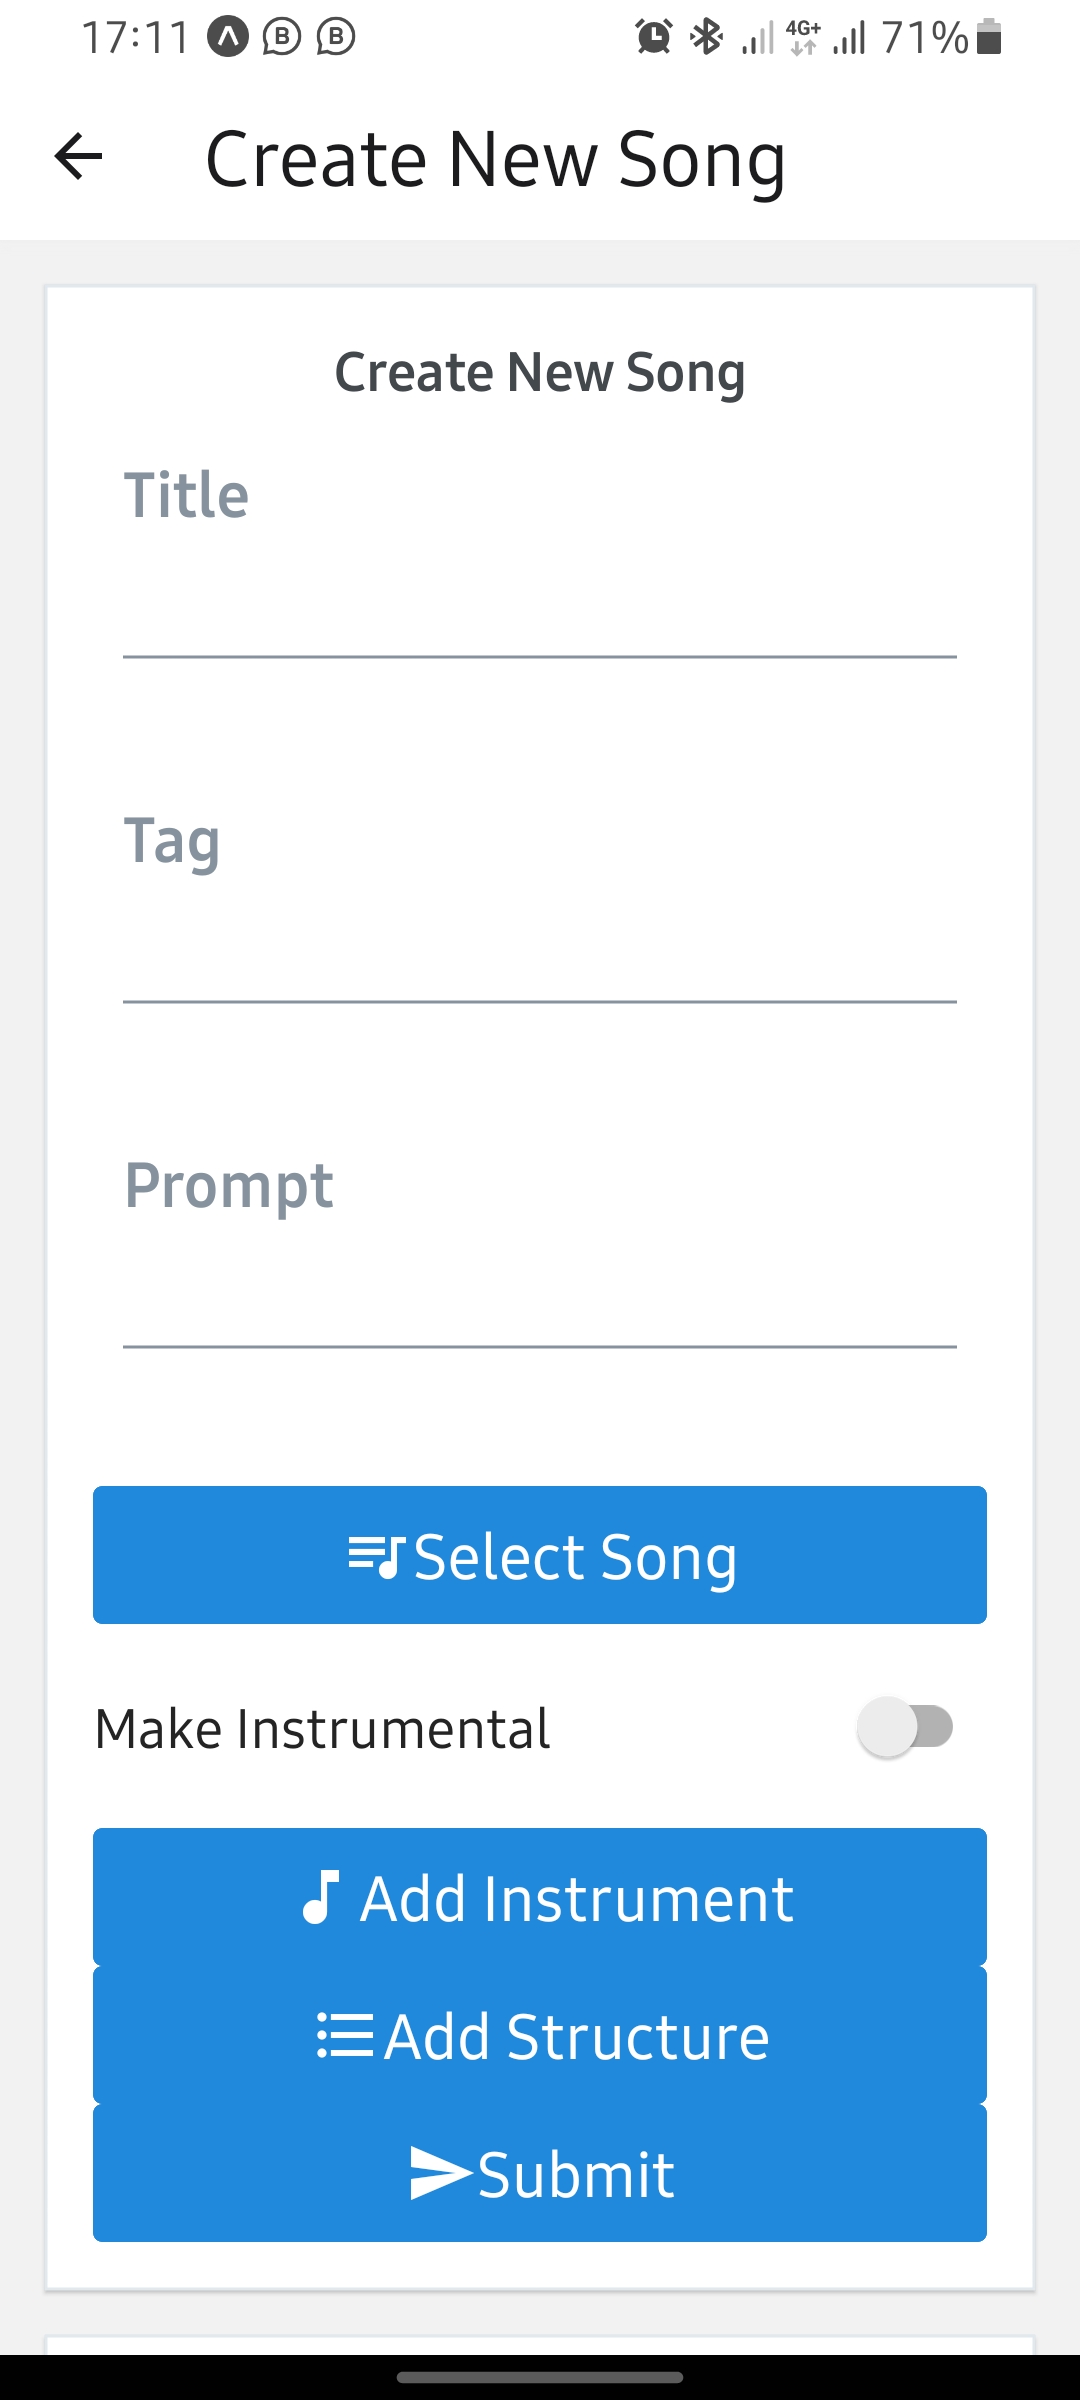 17:11 B B 4G+ 71%
Create New Song
Create New Song
Title
Tag
Prompt
Select Song
Make Instrumental
Add Instrument
Add Structure
Submit